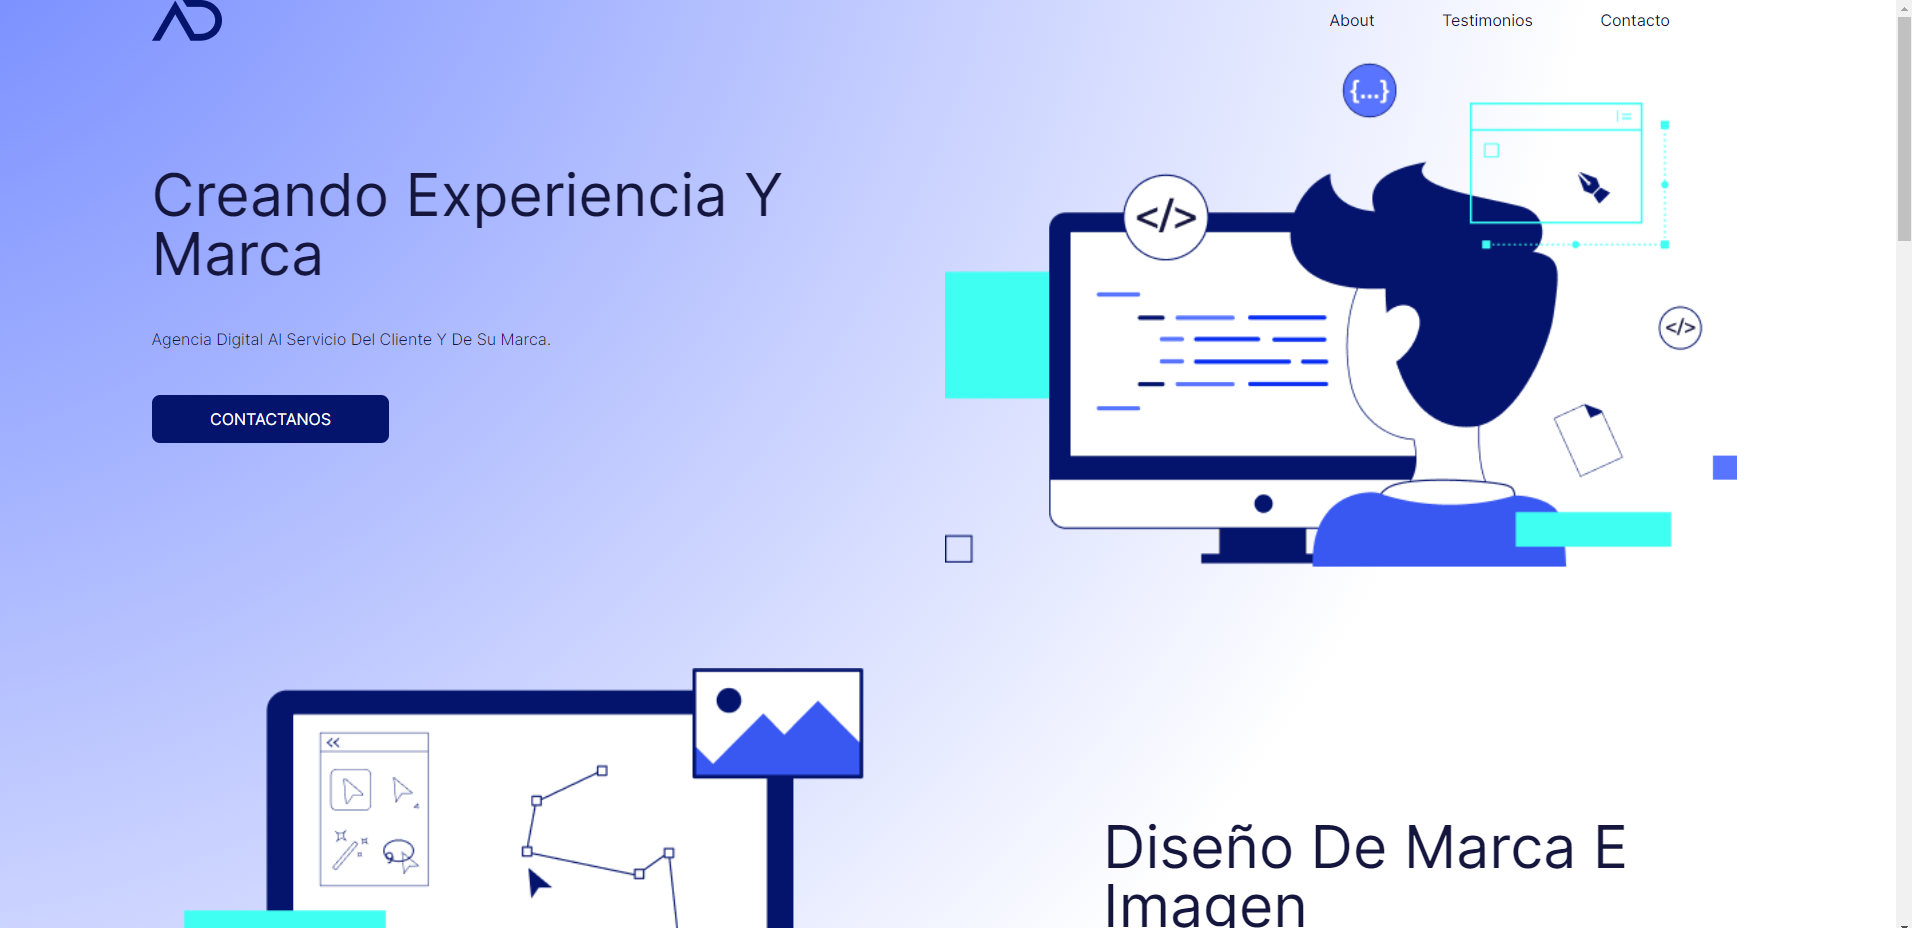 About
Testimonios
Contacto
{...}
</>
Creando Experiencia Y
Marca
Agencia Digital Al Servicio Del Cliente Y De Su Marca.
</>
CONTACTANOS
Diseño De Marca E
Imagen